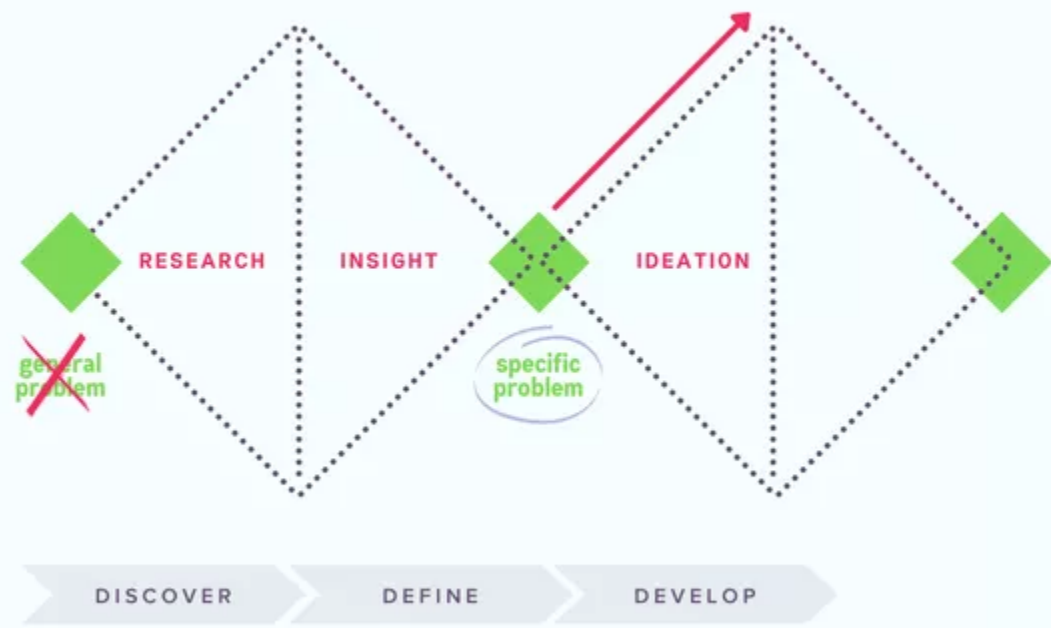 RESEARCH
INSIGHT
IDEATION
general
problem
specific
problem
DISCOVER
DEFINE
DEVELOP